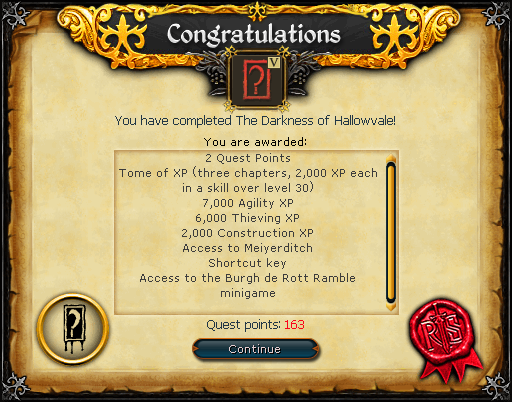 Congratulations
V
You have completed The Darkness of Hallowvale!
You are awarded:
2 Quest Points
Tome of XP (three chapters, 2,000 XP each
in a skill over level 30)
7,000 Agility XP
6,000 Thieving XP
2,000 Construction XP
Access to Meiyerditch
Shortcut key
Access to the Burgh de Rott Ramble
minigame
Quest points: 163
Continue
RS